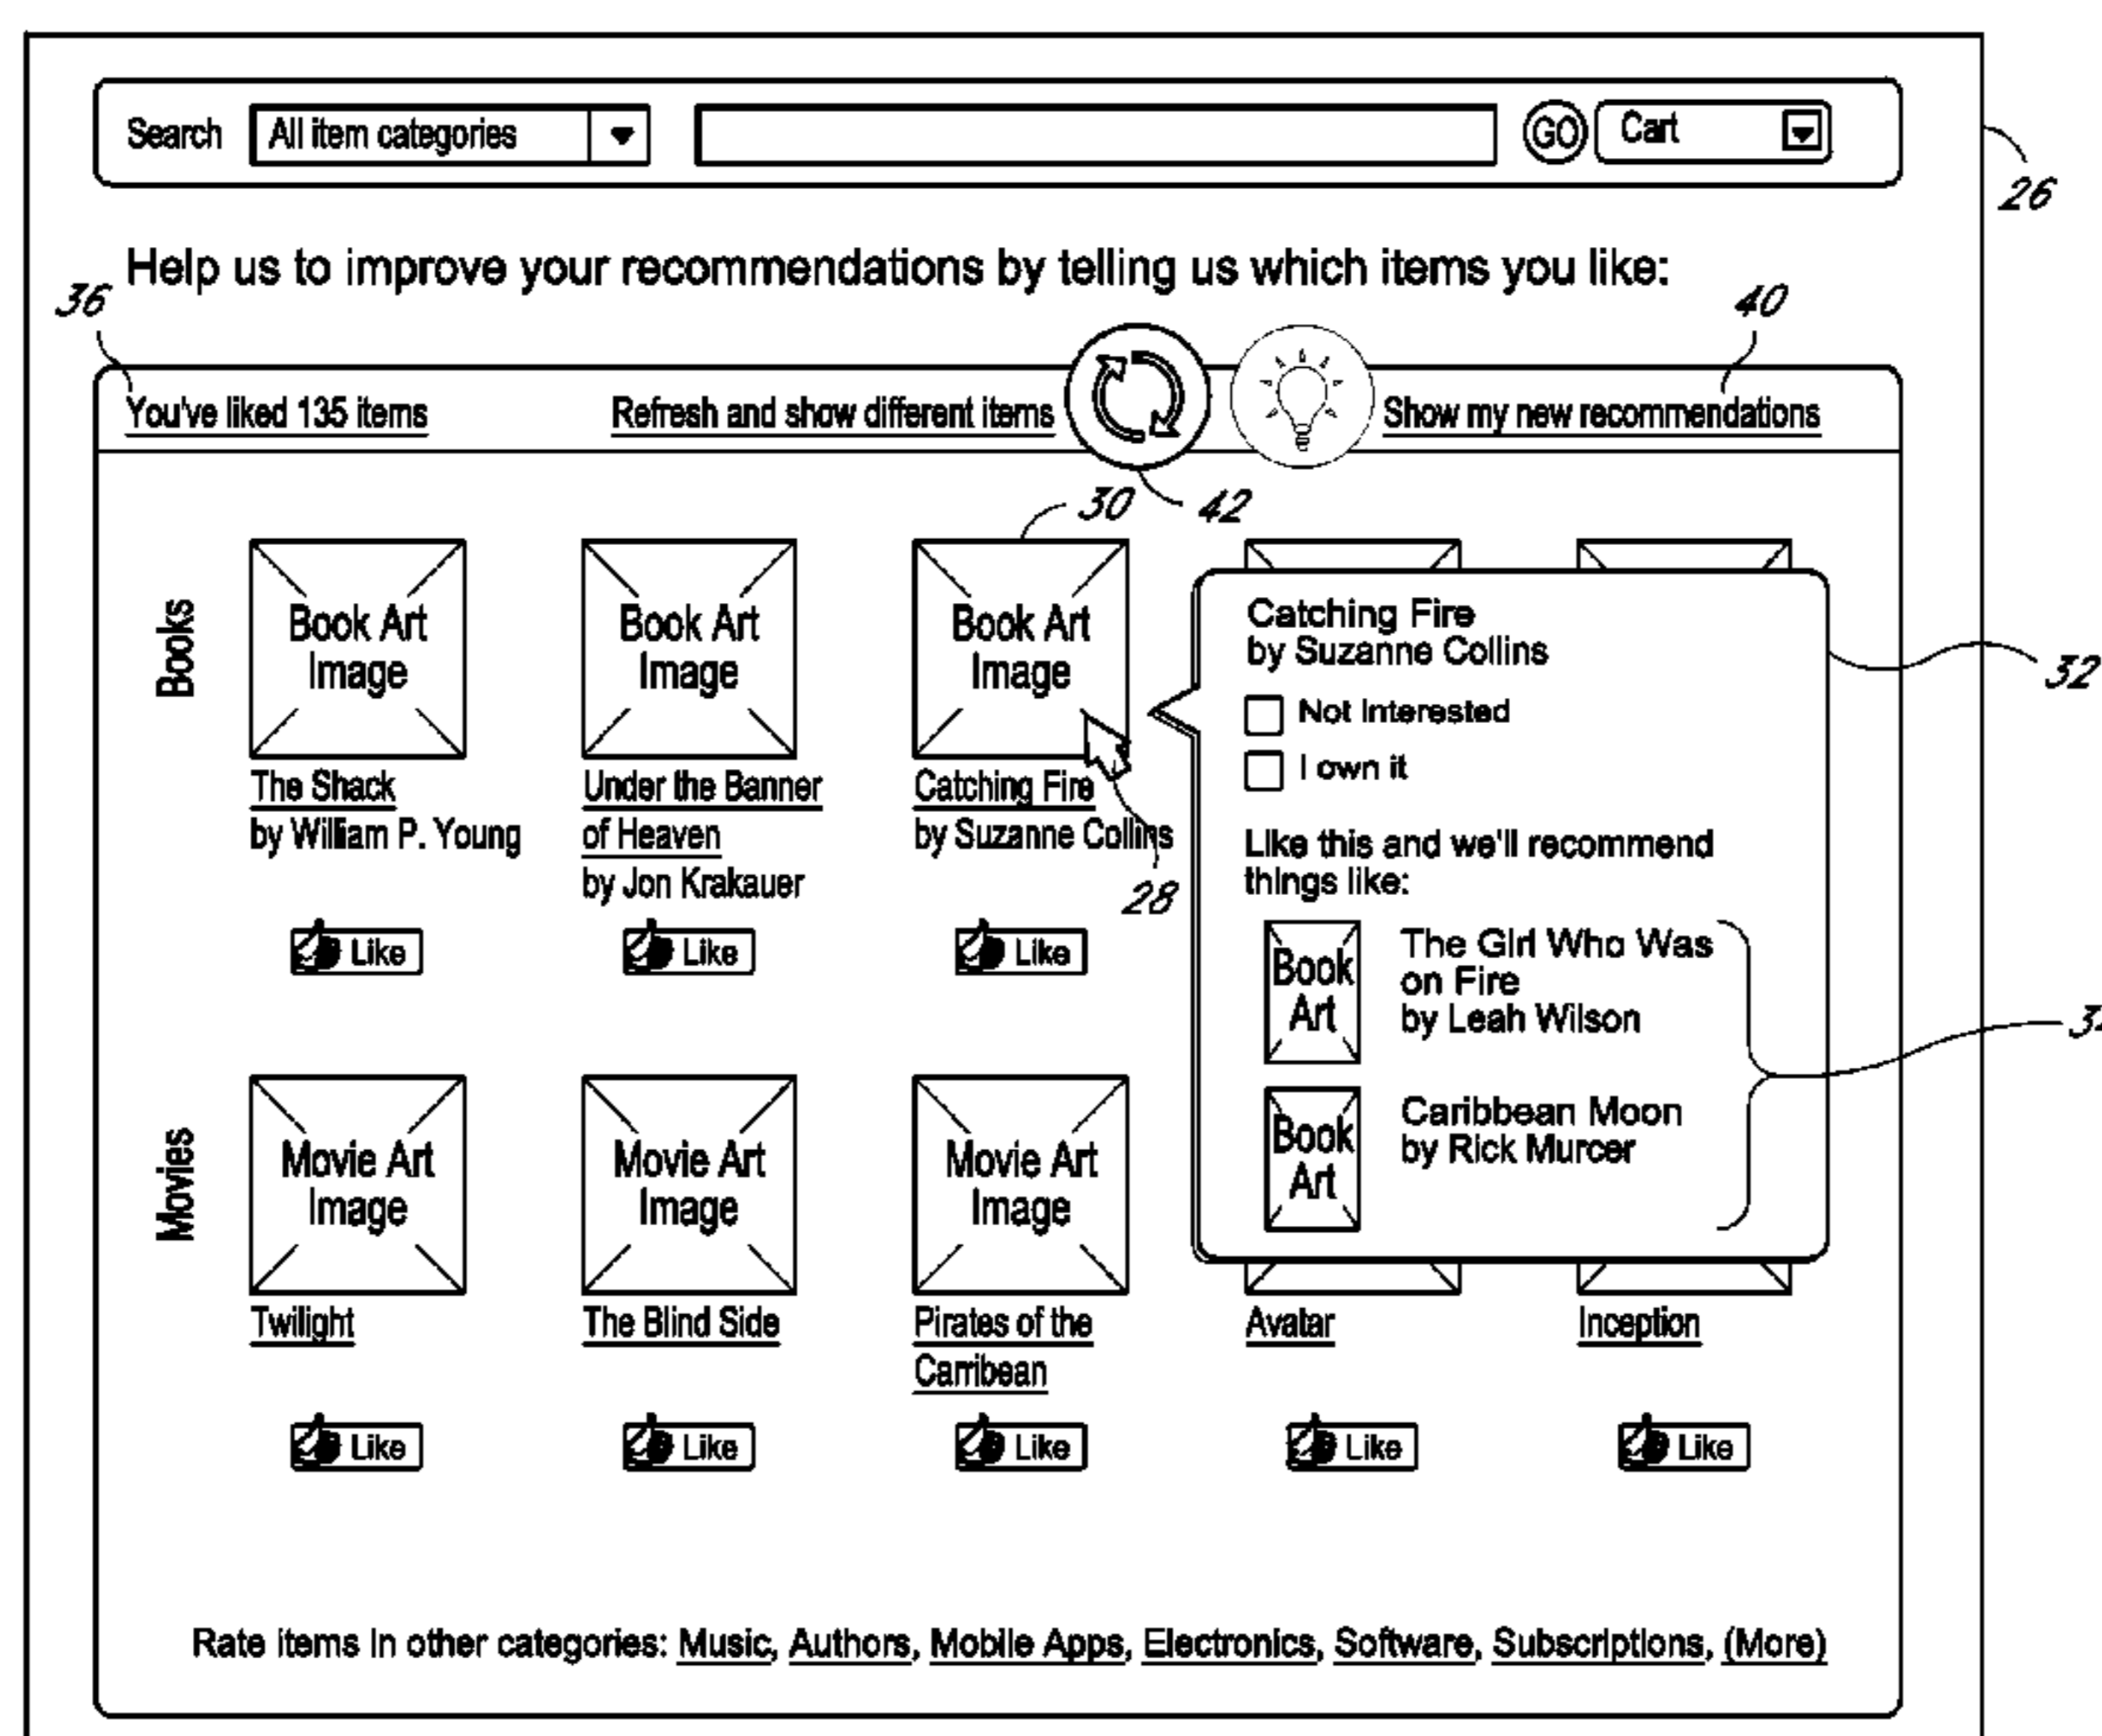 Search All item categories GO Cart
26
Help us to improve your recommendations by telling us which items you like:
36
40
You've liked 135 items Refresh and show different items Show my new recommendations
30 42
Books
Book Art
Image
The Shack
by William P. Young
Like
Book Art
Image
Under the Banner
of Heaven
by Jon Krakauer
Like
Book Art
Image
Catching Fire
by Suzanne Collins
28
Like
Catching Fire
by Suzanne Collins
32
Not Interested
I own it
Like this and we'll recommend
things like:
Book
Art
The Girl Who Was
on Fire
by Leah Wilson
Book
Art
Caribbean Moon
by Rick Murcer
Movies
Movie Art
Image
Twilight
Like
Movie Art
Image
The Blind Side
Like
Movie Art
Image
Pirates of the
Carribean
Like
Avatar
Like
Inception
Like
Rate items in other categories: Music, Authors, Mobile Apps, Electronics, Software, Subscriptions, (More)